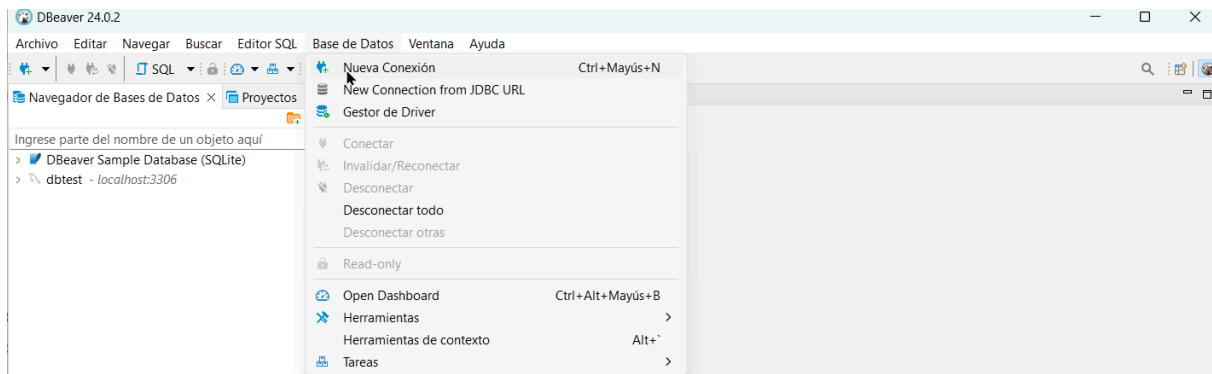 DBeaver 24.0.2
Archivo Editar Navegar Buscar Editor SQL Base de Datos Ventana Ayuda
SQL
Navegador de Bases de Datos Proyectos
Ingrese parte del nombre de un objeto aquí
DBeaver Sample Database (SQLite)
dbtest - localhost:3306
Nueva Conexión Ctrl+Mayús+N
New Connection from JDBC URL
Gestor de Driver
Conectar
Invalidar/Reconectar
Desconectar
Desconectar todo
Desconectar otras
Read-only
Open Dashboard Ctrl+Alt+Mayús+B
Herramientas
Herramientas de contexto Alt+`
Tareas